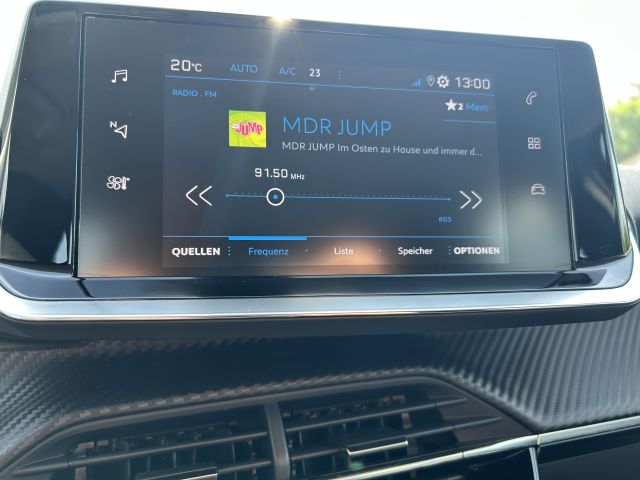 20°C AUTO A/C 23 13:00
RADIO . FM
2 Mem
JUMP
MDR JUMP
MDR JUMP Im Osten zu Hause und immer d...
N
91.50 MHz
RDS
QUELLEN Frequenz Liste Speicher OPTIONEN